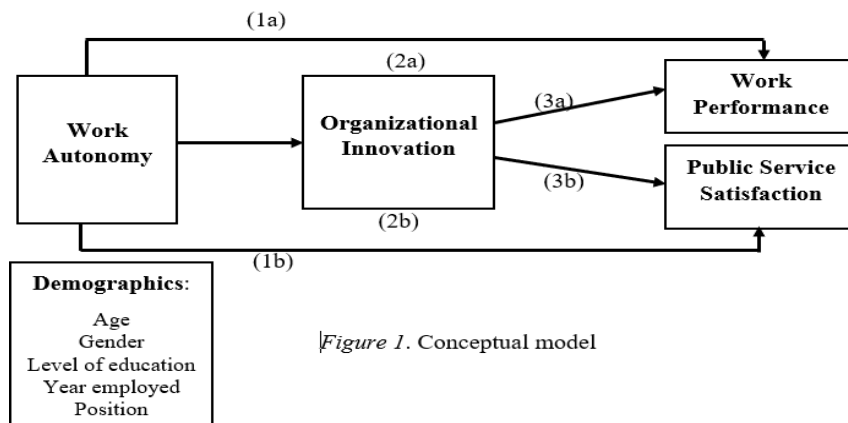 (1a)
(2a)
Work
Autonomy
Organizational
Innovation
(3a)
(3b)
Work
Performance
Public Service
Satisfaction
(2b)
(1b)
Demographics:
Age
Gender
Level of education
Year employed
Position
Figure 1. Conceptual model